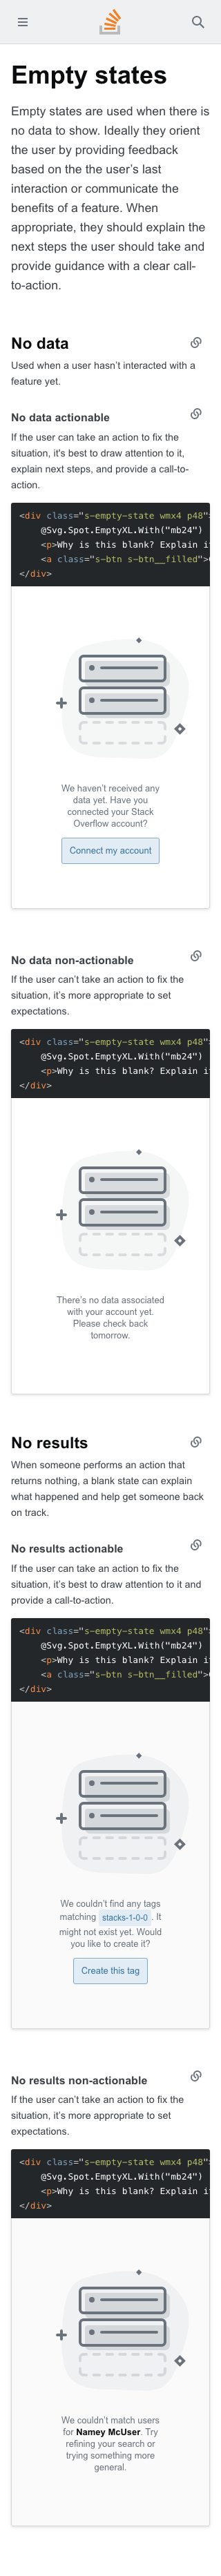 Empty states
Empty states are used when there is
no data to show. Ideally they orient
the user by providing feedback
based on the the user’s last
interaction or communicate the
benefits of a feature. When
appropriate, they should explain the
next steps the user should take and
provide guidance with a clear call-
to-action.
No data
Used when a user hasn’t interacted with a
feature yet.
No data actionable
If the user can take an action to fix the
situation, it's best to draw attention to it,
explain next steps, and provide a call-to-
action.
<div class="s-empty-state wmx4 p48"
@Svg.Spot.EmptyXL.With("mb24")
<p>Why is this blank? Explain
<a class="s-btn s-btn__filled">
</div>
We haven’t received any
data yet. Have you
connected your Stack
Overflow account?
Connect my account
No data non-actionable
If the user can’t take an action to fix the
situation, it’s more appropriate to set
expectations.
<div class="s-empty-state wmx4 p48"
@Svg.Spot.EmptyXL.With("mb24")
<p>Why is this blank? Explain
</div>
There’s no data associated
with your account yet.
Please check back
tomorrow.
No results
When someone performs an action that
returns nothing, a blank state can explain
what happened and help get someone back
on track.
No results actionable
If the user can take an action to fix the
situation, it’s best to draw attention to it and
provide a call-to-action.
<div class="s-empty-state wmx4 p48"
@Svg.Spot.EmptyXL.With("mb24")
<p>Why is this blank? Explain
<a class="s-btn s-btn__filled">
</div>
We couldn’t find any tags
matching stacks-1-0-0. It
might not exist yet. Would
you like to create it?
Create this tag
No results non-actionable
If the user can’t take an action to fix the
situation, it’s more appropriate to set
expectations.
<div class="s-empty-state wmx4 p48"
@Svg.Spot.EmptyXL.With("mb24")
<p>Why is this blank? Explain
</div>
We couldn’t match users
for Namey McUser. Try
refining your search or
trying something more
general.